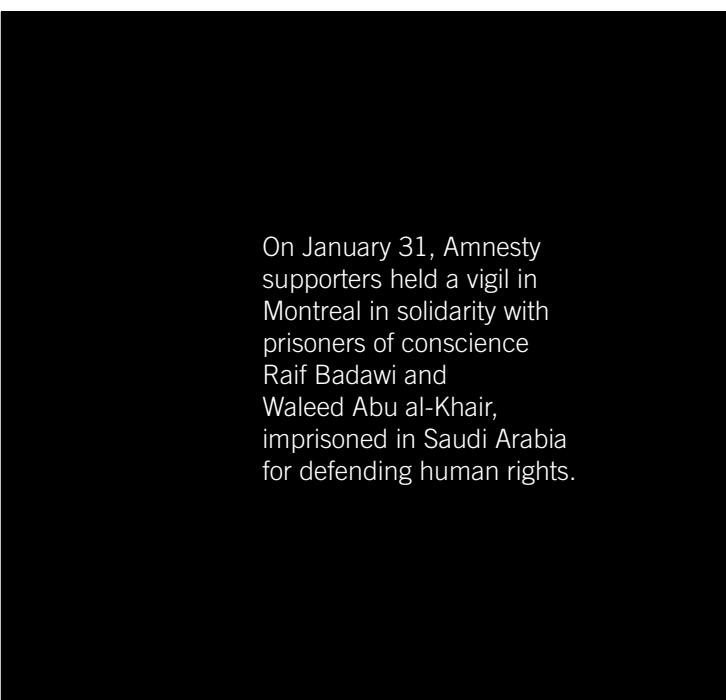 On January 31, Amnesty
supporters held a vigil in
Montreal in solidarity with
prisoners of conscience
Raif Badawi and
Waleed Abu al-Khair,
imprisoned in Saudi Arabia
for defending human rights.